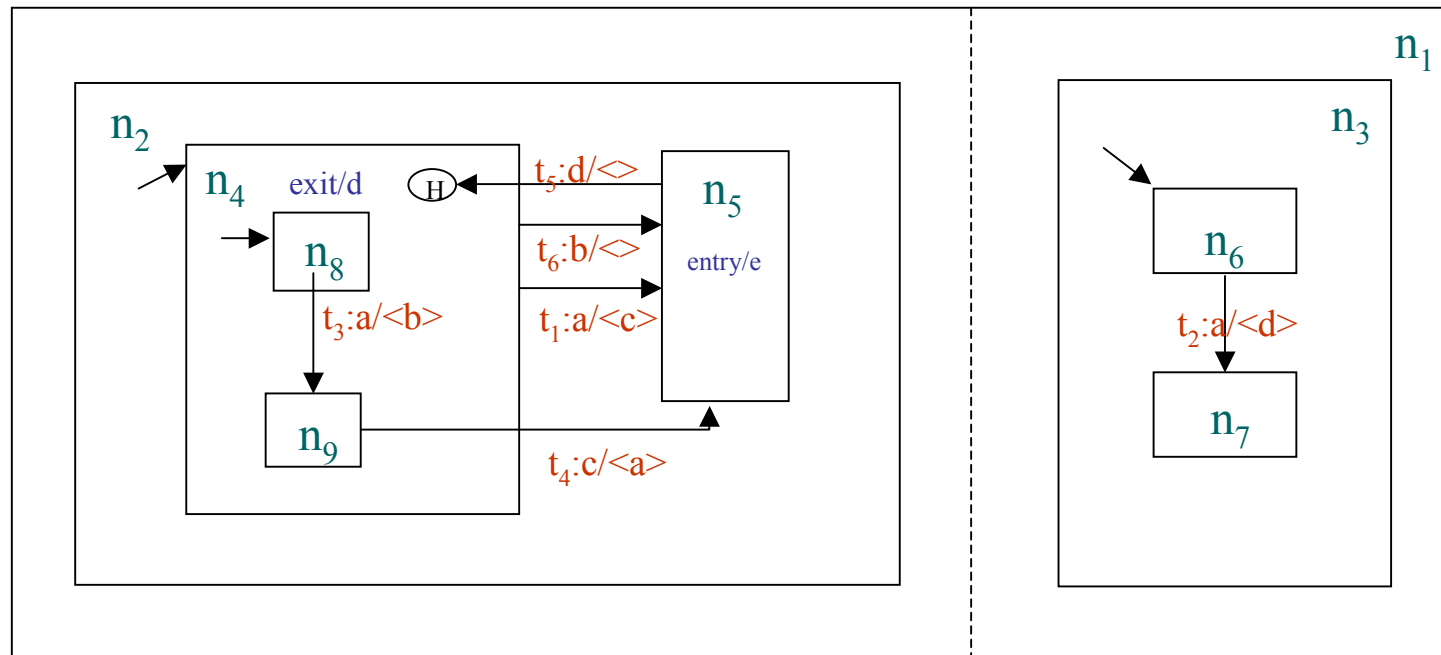 n1
n2
n3
n4
exit/d
H
t5:d/<>
n5
t6:b/<>
entry/e
n8
n6
t3:a/<b>
t1:a/<c>
t2:a/<d>
n9
n7
t4:c/<a>